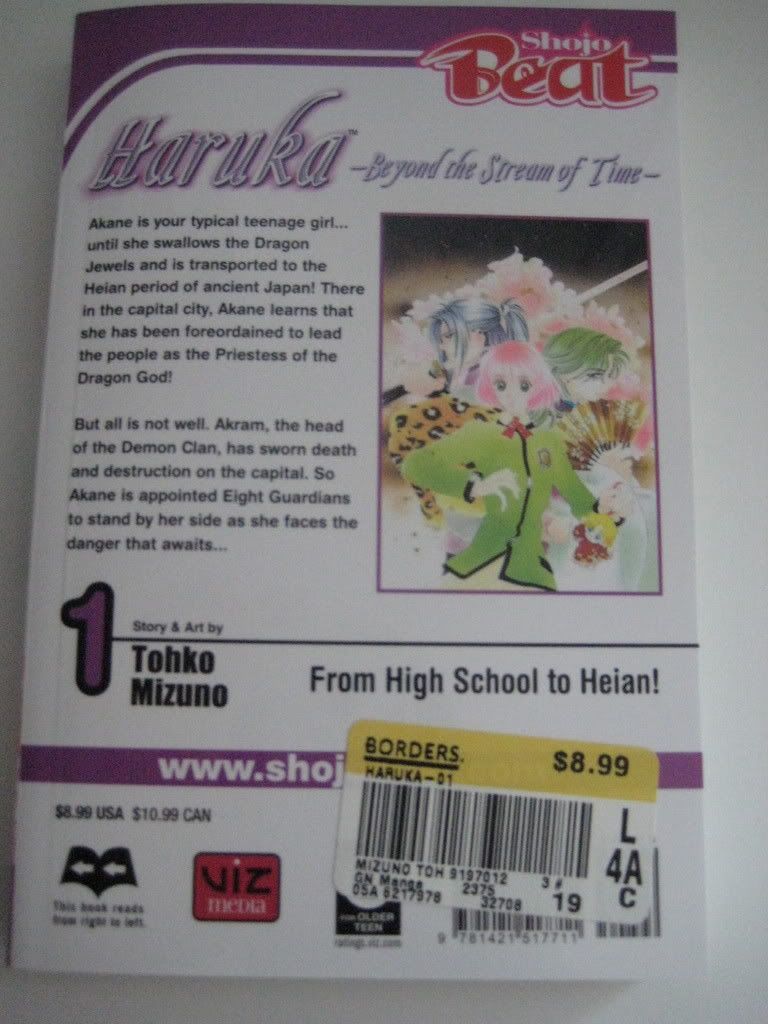 Shojo
Beat
Haruka™ –Beyond the Stream of Time–
Akane is your typical teenage girl...
until she swallows the Dragon
Jewels and is transported to the
Heian period of ancient Japan! There
in the capital city, Akane learns that
she has been foreordained to lead
the people as the Priestess of the
Dragon God!
But all is not well. Akram, the head
of the Demon Clan, has sworn death
and destruction on the capital. So
Akane is appointed Eight Guardians
to stand by her side as she faces the
danger that awaits...
1
Story & Art by
Tohko
Mizuno
From High School to Heian!
www.shoj
BORDERS. $8.99
HARUKA-01
L
4A
C
MIZUNO TOH 9197012 3#
GN Manga 2375 19
05A 6217978 32708
$8.99 USA $10.99 CAN
This book reads
from right to left.
VIZ
media
FOR OLDER
TEEN
ratings.viz.com
9 781421 517711